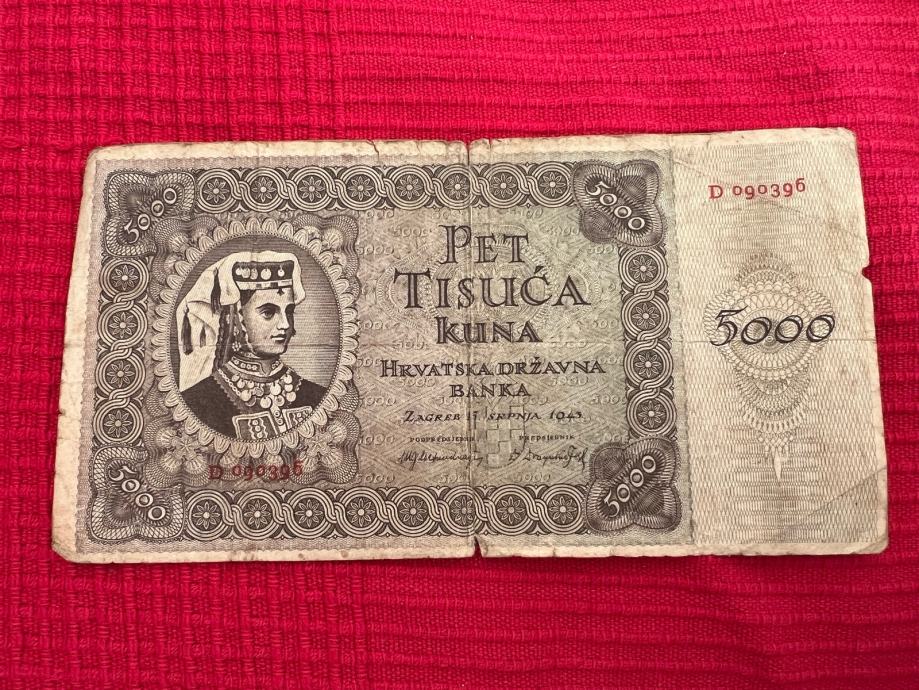 5000
5000
D 090396
PET
TISUĆA
KUNA
5000
HRVATSKA DRŽAVNA
BANKA
ZAGREB 15 SRPNJA 1943
PODPREDSJEDNIK PREDSJEDNIK
D 090396
5000
5000